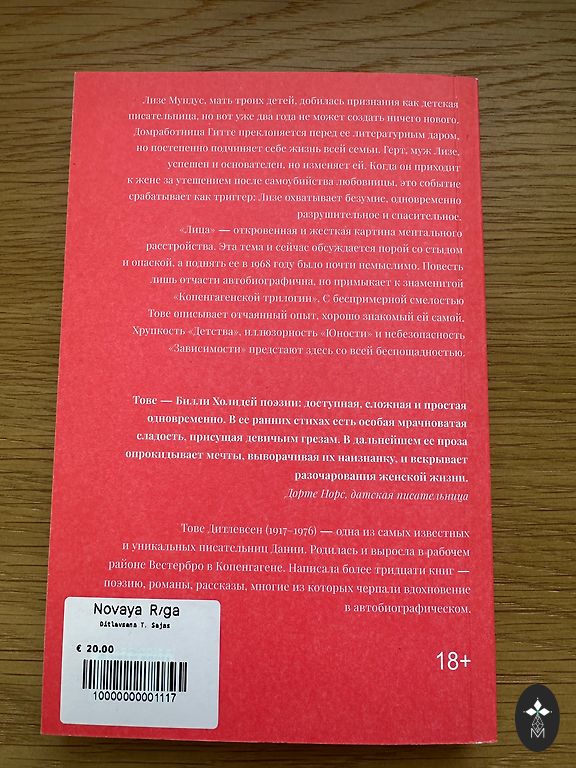 Лизе Мундус, мать троих детей, добилась признания как детская
писательница, но вот уже два года не может создать ничего нового.
Домработница Гитте преклоняется перед ее литературным даром,
но постепенно подчиняет себе жизнь всей семьи. Герт, муж Лизе,
успешен и основателен, но изменяет ей. Когда он приходит
к жене за утешением после самоубийства любовницы, это событие
срабатывает как триггер: Лизе охватывает безумие, одновременно
разрушительное и спасительное.
«Лица» — откровенная и жесткая картина ментального
расстройства. Эта тема и сейчас обсуждается порой со стыдом
и опаской, а поднять ее в 1968 году было почти немыслимо. Повесть
лишь отчасти автобиографична, но примыкает к знаменитой
«Копенгагенской трилогии». С беспримерной смелостью
Тове описывает отчаянный опыт, хорошо знакомый ей самой.
Хрупкость «Детства», иллюзорность «Юности» и небезопасность
«Зависимости» предстают здесь со всей беспощадностью.
Тове — Билли Холидей поэзии: доступная, сложная и простая
одновременно. В ее ранних стихах есть особая мрачноватая
сладость, присущая девичьим грезам. В дальнейшем ее проза
опрокидывает мечты, выворачивая их наизнанку, и вскрывает
разочарования женской жизни.
Дорте Норс, датская писательница
Тове Дитлевсен (1917–1976) — одна из самых известных
и уникальных писательниц Дании. Родилась и выросла в рабочем
районе Вестербро в Копенгагене. Написала более тридцати книг —
поэзию, романы, рассказы, многие из которых черпали вдохновение
в автобиографическом.
Novaya Riga
Ditlavsana T. Sejas
€ 20.00
10000000001117
18+
M